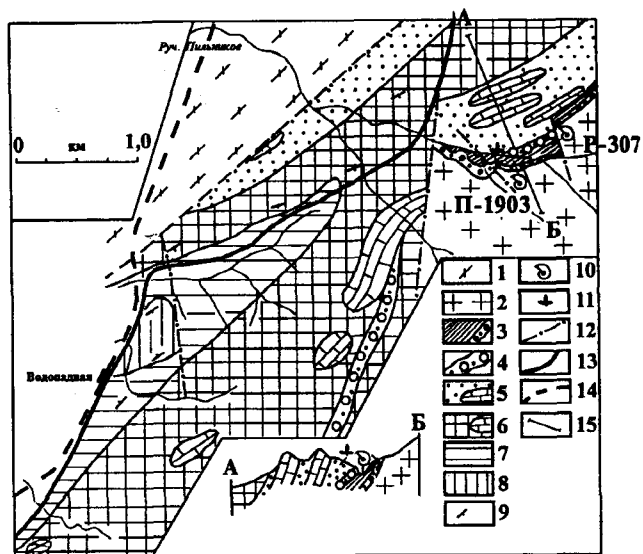 А
Руч. Пильников
0 1,0
км
Р-307
П-1903
Б
1 10
2 11
3 12
4 13
5 14
6 15
7
8
9
Водопадная
А
Б